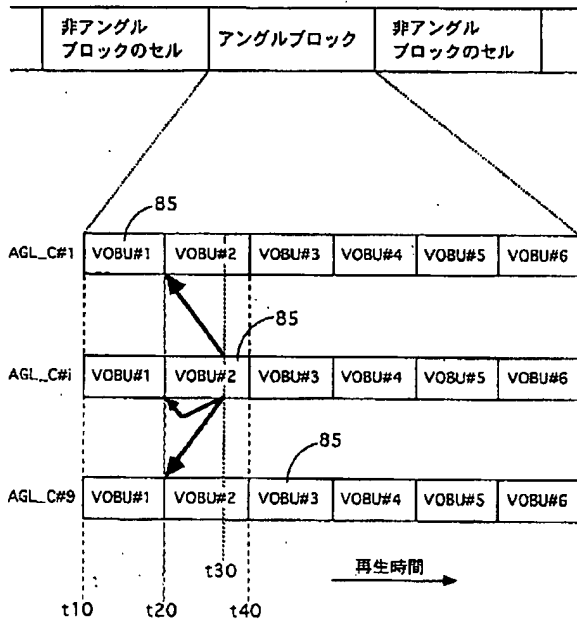 非アングル
ブロックのセル
アングルブロック
非アングル
ブロックのセル
85
AGL_C#1 VOBU#1 VOBU#2 VOBU#3 VOBU#4 VOBU#5 VOBU#6
85
AGL_C#i VOBU#1 VOBU#2 VOBU#3 VOBU#4 VOBU#5 VOBU#6
85
AGL_C#9 VOBU#1 VOBU#2 VOBU#3 VOBU#4 VOBU#5 VOBU#6
t30
再生時間
t10 t20 t40